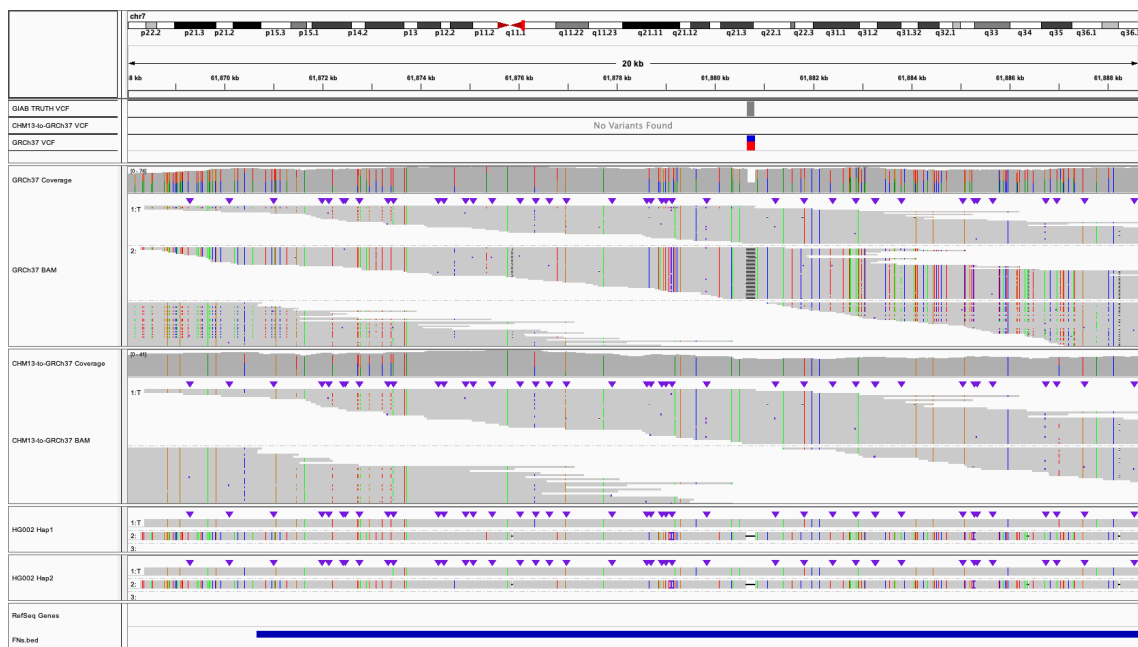 chr7
p22.2 p21.3 p21.2 p15.3 p15.1 p14.2 p13 p12.2 p11.2 q11.1 q11.22 q11.23 q21.11 q21.12 q21.3 q22.1 q22.3 q31.1 q31.2 q31.32 q32.1 q33 q34 q35 q36.1 q36.
20 kb
8 kb 61,870 kb 61,872 kb 61,874 kb 61,876 kb 61,878 kb 61,880 kb 61,882 kb 61,884 kb 61,886 kb 61,888 kb
GIAB TRUTH VCF
CHM13-to-GRCh37 VCF No Variants Found
GRCh37 VCF
[0 - 74]
GRCh37 Coverage
1:T
2:
GRCh37 BAM
[0 - 41]
CHM13-to-GRCh37 Coverage
1:T
CHM13-to-GRCh37 BAM
HG002 Hap1
1:T
2:
3:
HG002 Hap2
1:T
2:
3:
RefSeq Genes
FNs.bed